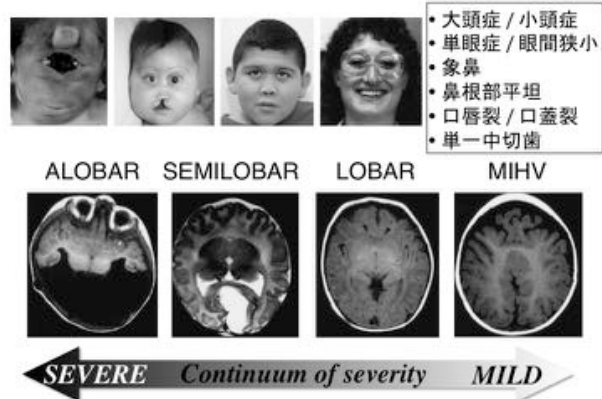 • 大頭症 / 小頭症
• 単眼症 / 眼間狭小
• 象鼻
• 鼻根部平坦
• 口唇裂 / 口蓋裂
• 単一中切歯
ALOBAR SEMILOBAR LOBAR MIHV
SEVERE Continuum of severity MILD